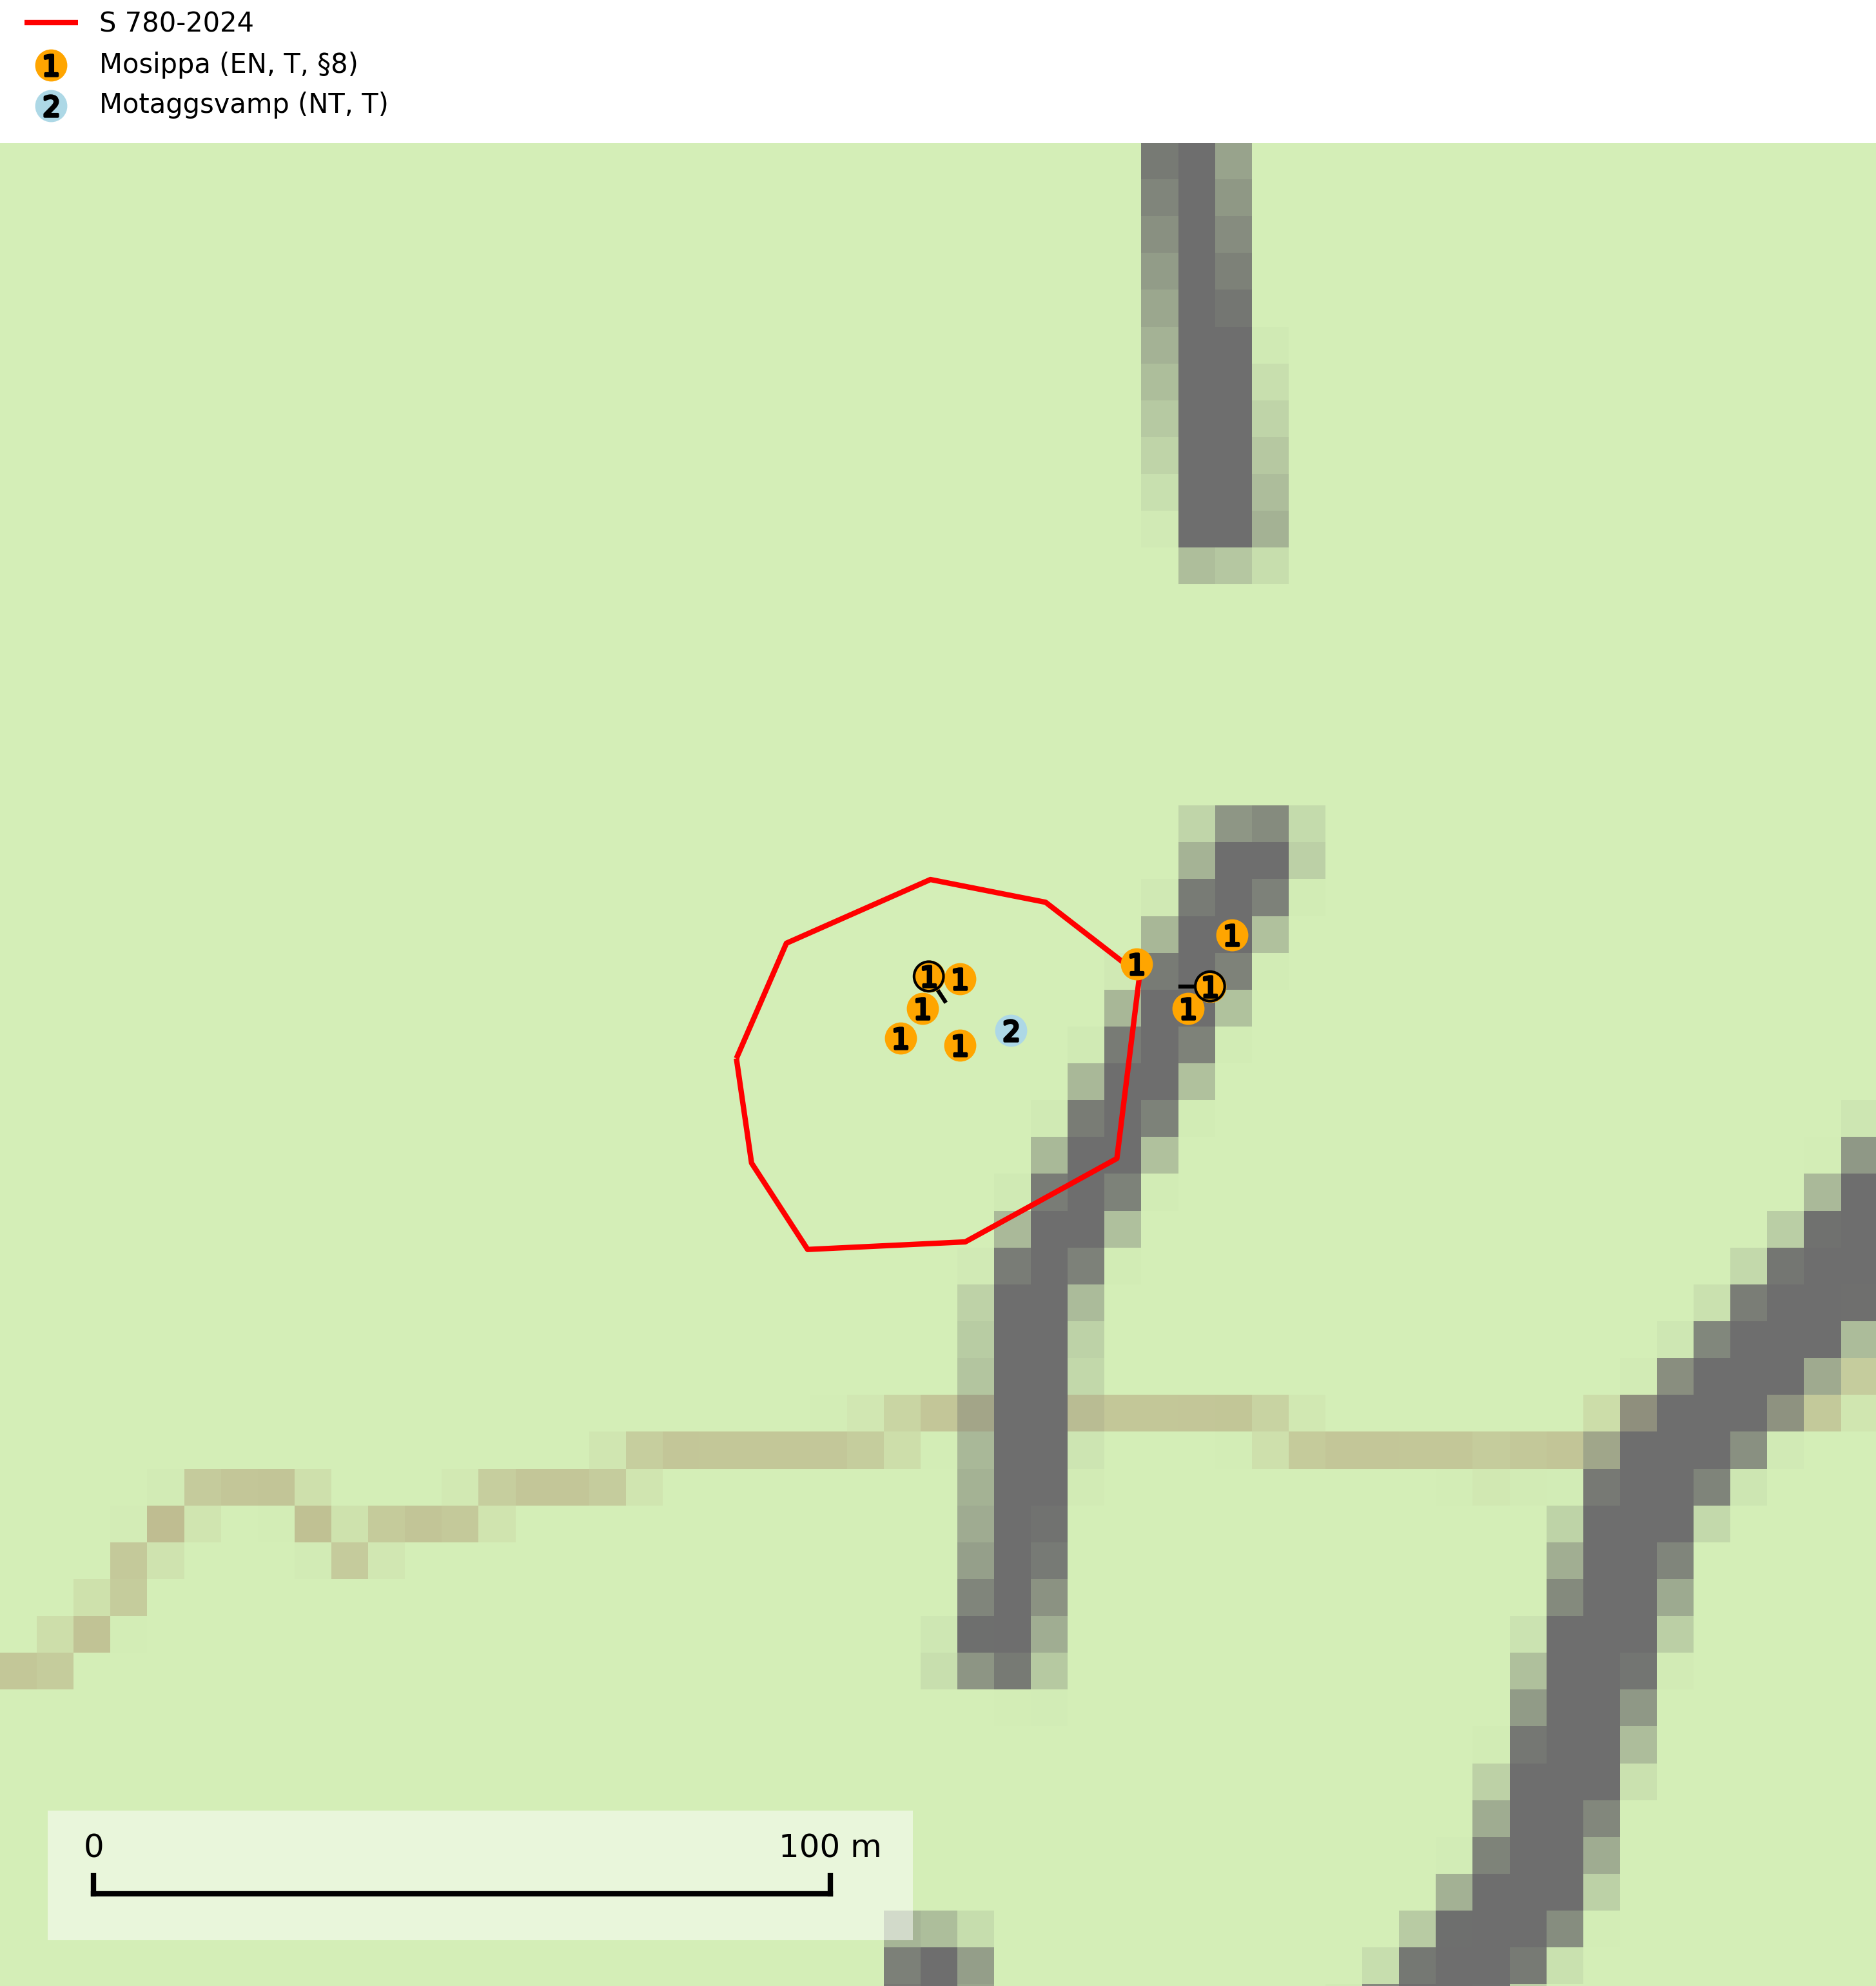 S 780-2024
1 Mosippa (EN, T, §8)
2 Motaggsvamp (NT, T)
1
1
1 1
1
1
1
2
1 1
0 100 m